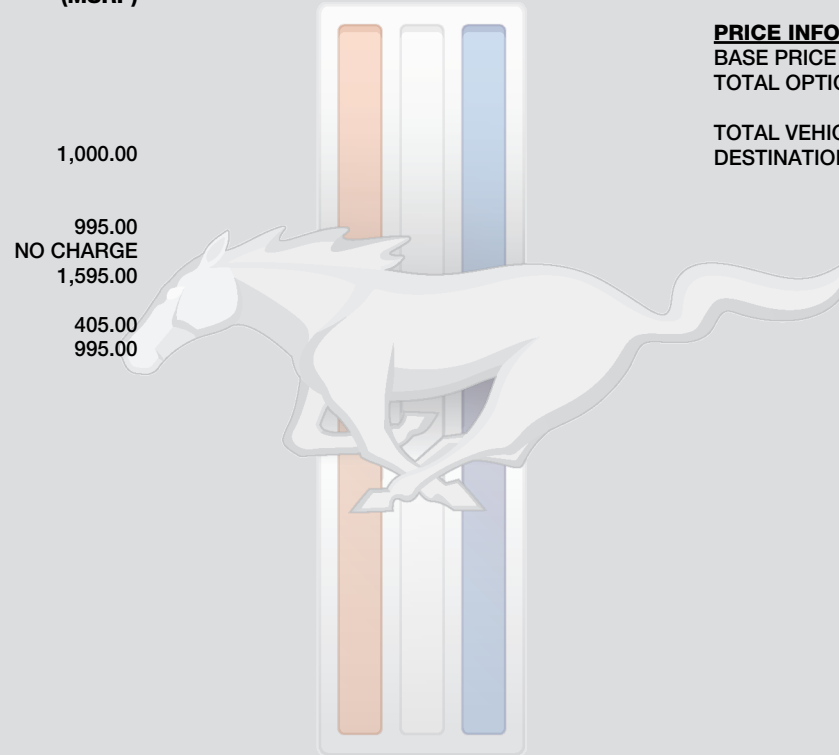 (MSRP)
1,000.00
995.00
NO CHARGE
1,595.00
405.00
995.00
PRICE INFO
BASE PRICE
TOTAL OPTIO
TOTAL VEHIC
DESTINATION